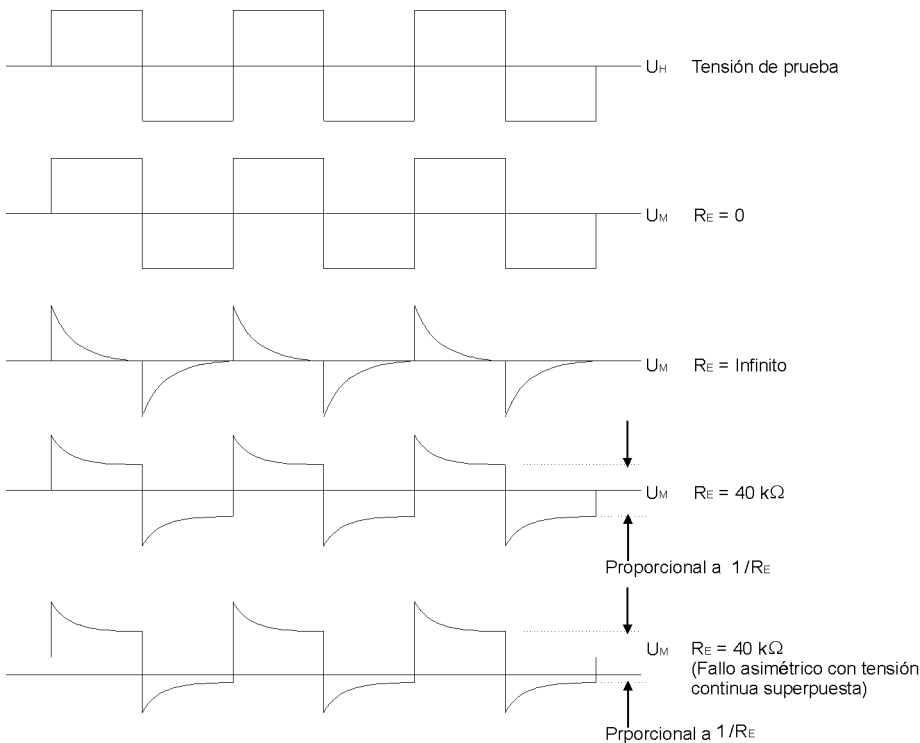 UH Tensión de prueba
UM RE = 0
UM RE = Infinito
UM RE = 40 kΩ
Proporcional a 1/RE
UM RE = 40 kΩ
(Fallo asimétrico con tensión
continua superpuesta)
Prporcional a 1/RE